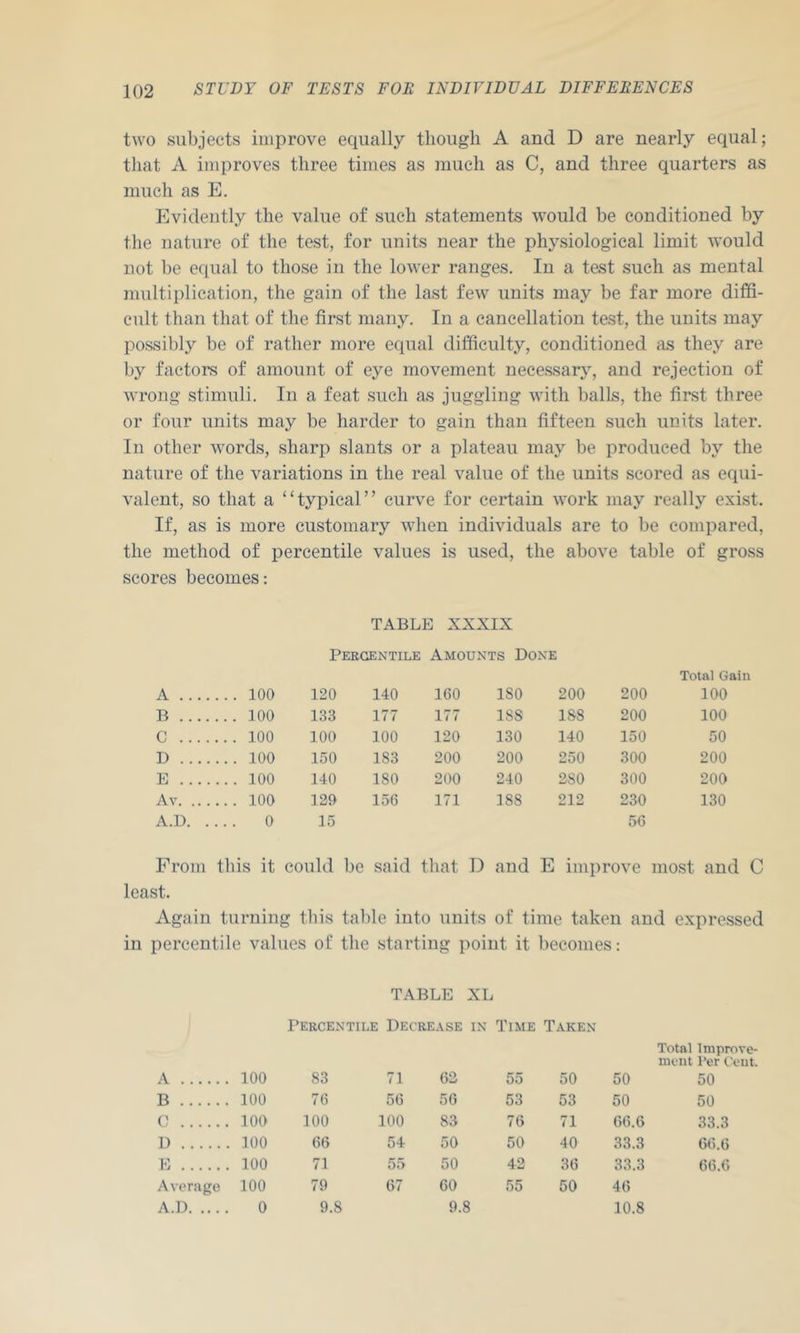 102 STUDY OF TESTS FOR INDIVIDUAL DIFFERENCES
two subjects improve equally though A and D are nearly equal;
that A improves three times as much as C, and three quarters as
much as E.
Evidently the value of such statements would be conditioned by
the nature of the test, for units near the physiological limit would
not be equal to those in the lower ranges. In a test such as mental
multiplication, the gain of the last few units may be far more diffi-
cult than that of the first many. In a cancellation test, the units may
possibly be of rather more equal difficulty, conditioned as they are
by factors of amount of eye movement necessary, and rejection of
wrong stimuli. In a feat such as juggling with balls, the first three
or four units may be harder to gain than fifteen such units later.
In other words, sharp slants or a plateau may be produced by the
nature of the variations in the real value of the units scored as equi-
valent, so that a “typical” curve for certain work may really exist.
If, as is more customary when individuals are to be compared,
the method of percentile values is used, the above table of gross
scores becomes:
TABLE XXXIX
Percentile Amounts Done
Total Gain
A ....... 100 120 140 160 180 200 200 100
B ....... 100 133 177 177 188 188 200 100
C ....... 100 100 100 120 130 140 150 50
D ....... 100 150 183 200 200 250 300 200
E ....... 100 140 180 200 240 280 300 200
Av. ...... 100 129 156 171 188 212 230 130
A.D. .... 0 15 56
From this it could be said that D and E improve most and C
least.
Again turning this table into units of time taken and expressed
in percentile values of the starting point it becomes:
TABLE XL
Percentile Decrease in Time Taken
Total Improve-
ment Per Cent.
A ...... 100 83 71 62 55 50 50 50
B ...... 100 76 56 56 53 53 50 50
C ...... 100 100 100 83 76 71 66.6 33.3
D ...... 100 66 54 50 50 40 33.3 66.6
E ...... 100 71 55 50 42 36 33.3 66.6
Average 100 79 67 60 55 50 46
A.D. .... 0 9.8 9.8 10.8